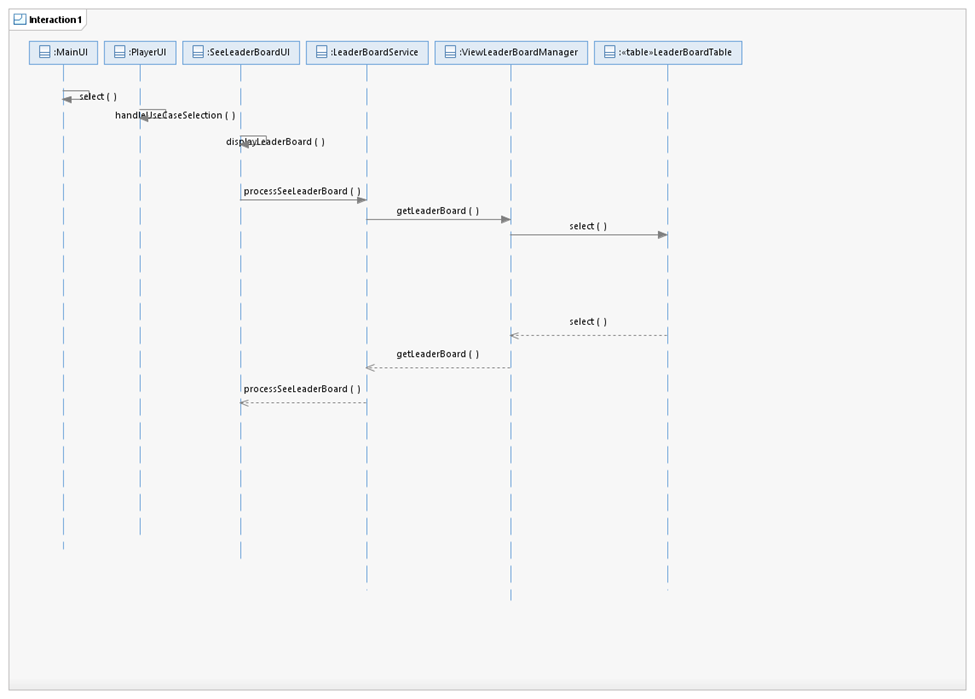 Interaction1
:MainUI
:PlayerUI
:SeeLeaderBoardUI
:LeaderBoardService
:ViewLeaderBoardManager
:«table»LeaderBoardTable
select ( )
handleUseCaseSelection ( )
displayLeaderBoard ( )
processSeeLeaderBoard ( )
getLeaderBoard ( )
select ( )
select ( )
getLeaderBoard ( )
processSeeLeaderBoard ( )